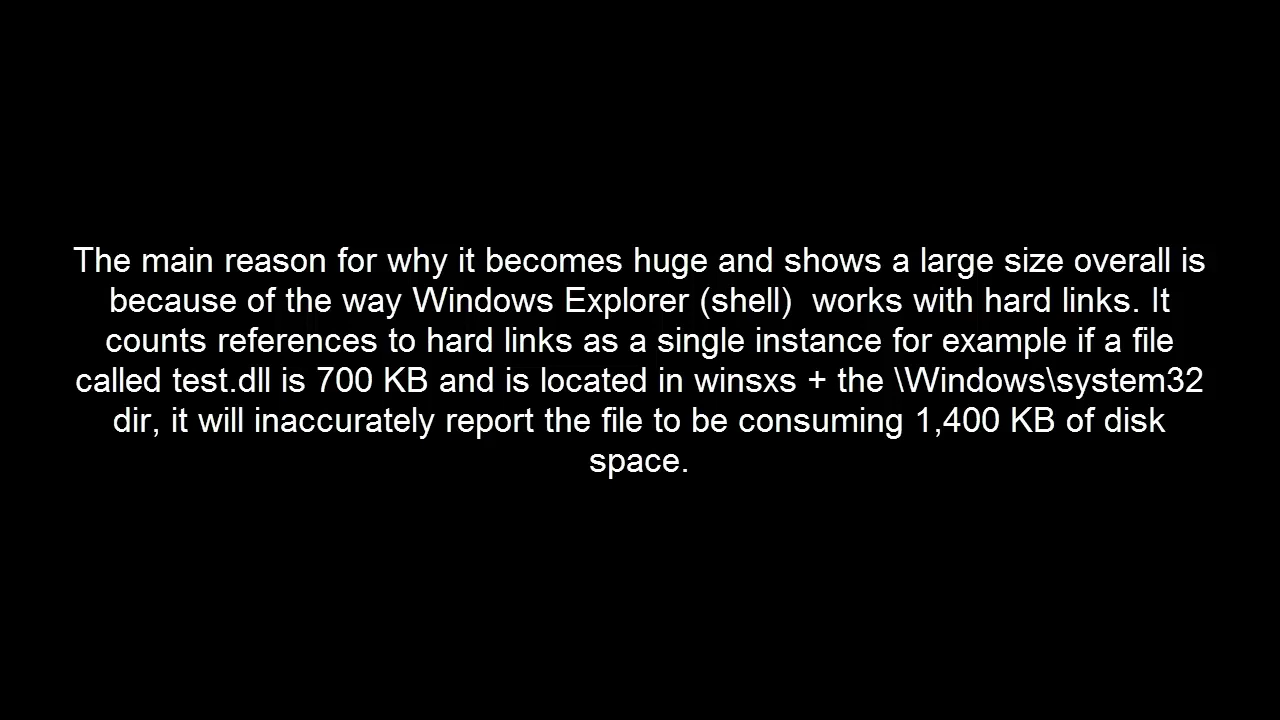 The main reason for why it becomes huge and shows a large size overall is
because of the way Windows Explorer (shell)  works with hard links. It
counts references to hard links as a single instance for example if a file
called test.dll is 700 KB and is located in winsxs + the \Windows\system32
dir, it will inaccurately report the file to be consuming 1,400 KB of disk
space.